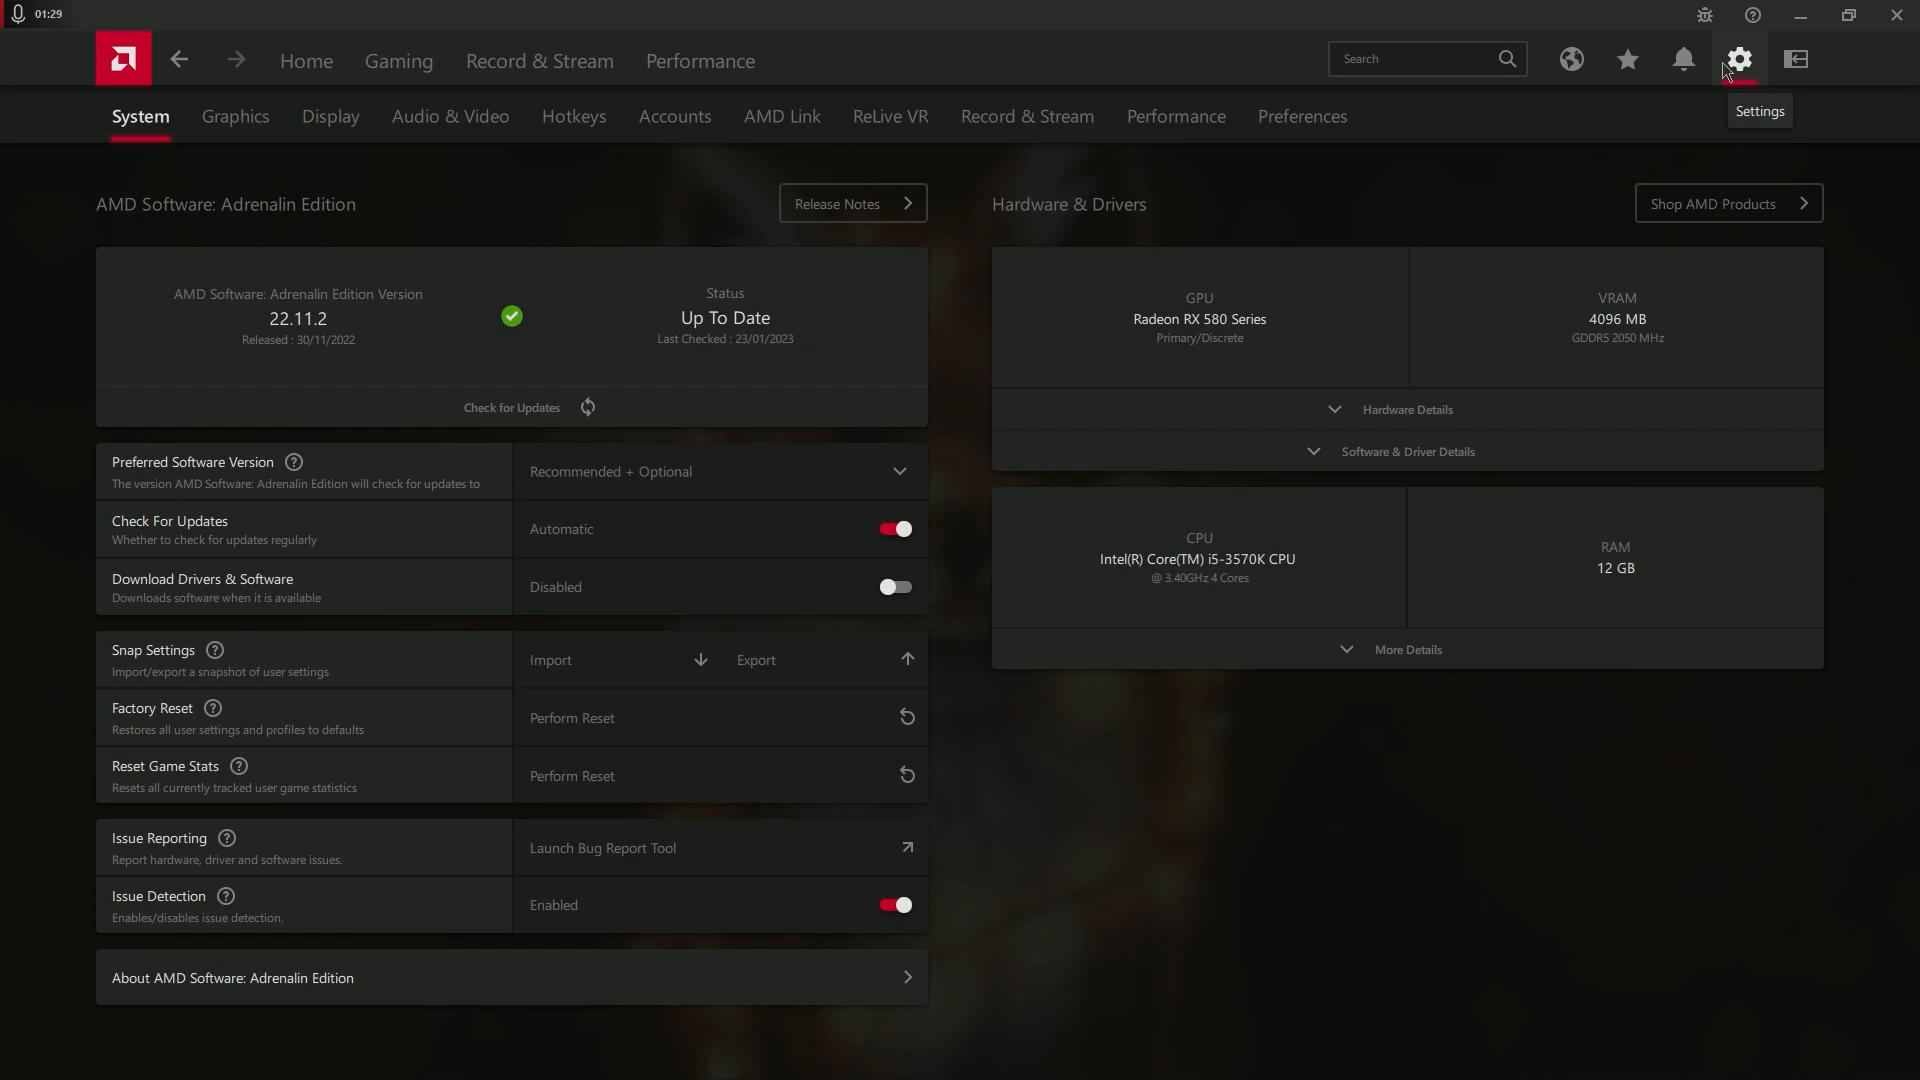 01:29
Home
Gaming
Record & Stream
Performance
Search
System
Graphics
Display
Audio & Video
Hotkeys
Accounts
AMD Link
ReLive VR
Record & Stream
Performance
Preferences
Settings
AMD Software: Adrenalin Edition
Release Notes
AMD Software: Adrenalin Edition Version
22.11.2
Released : 30/11/2022
Status
Up To Date
Last Checked : 23/01/2023
Check for Updates
Preferred Software Version
The version AMD Software: Adrenalin Edition will check for updates to
Recommended + Optional
Check For Updates
Whether to check for updates regularly
Automatic
Download Drivers & Software
Downloads software when it is available
Disabled
Snap Settings
Import/export a snapshot of user settings
Import
Export
Factory Reset
Restores all user settings and profiles to defaults
Perform Reset
Reset Game Stats
Resets all currently tracked user game statistics
Perform Reset
Issue Reporting
Report hardware, driver and software issues.
Launch Bug Report Tool
Issue Detection
Enables/disables issue detection.
Enabled
About AMD Software: Adrenalin Edition
Hardware & Drivers
Shop AMD Products
GPU
Radeon RX 580 Series
Primary/Discrete
VRAM
4096 MB
GDDR5 2050 MHz
Hardware Details
Software & Driver Details
CPU
Intel(R) Core(TM) i5-3570K CPU
@ 3.40GHz 4 Cores
RAM
12 GB
More Details